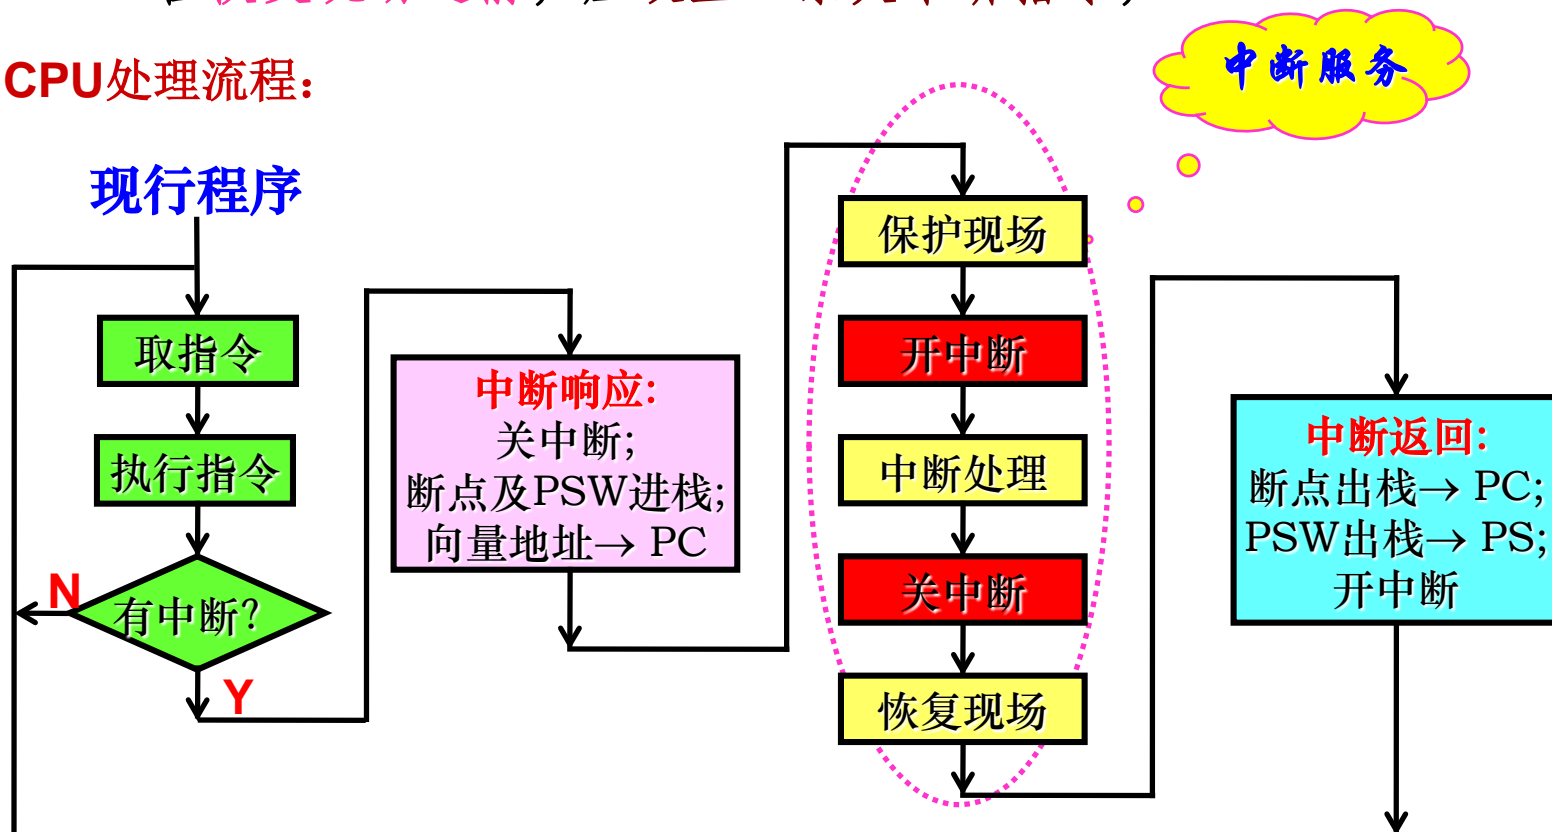 中断服务
CPU处理流程：
现行程序
取指令
执行指令
有中断？
N
Y
中断响应：
关中断；
断点及PSW进栈；
向量地址→ PC
保护现场
开中断
中断处理
关中断
恢复现场
中断返回：
断点出栈→ PC；
PSW出栈→ PS；
开中断